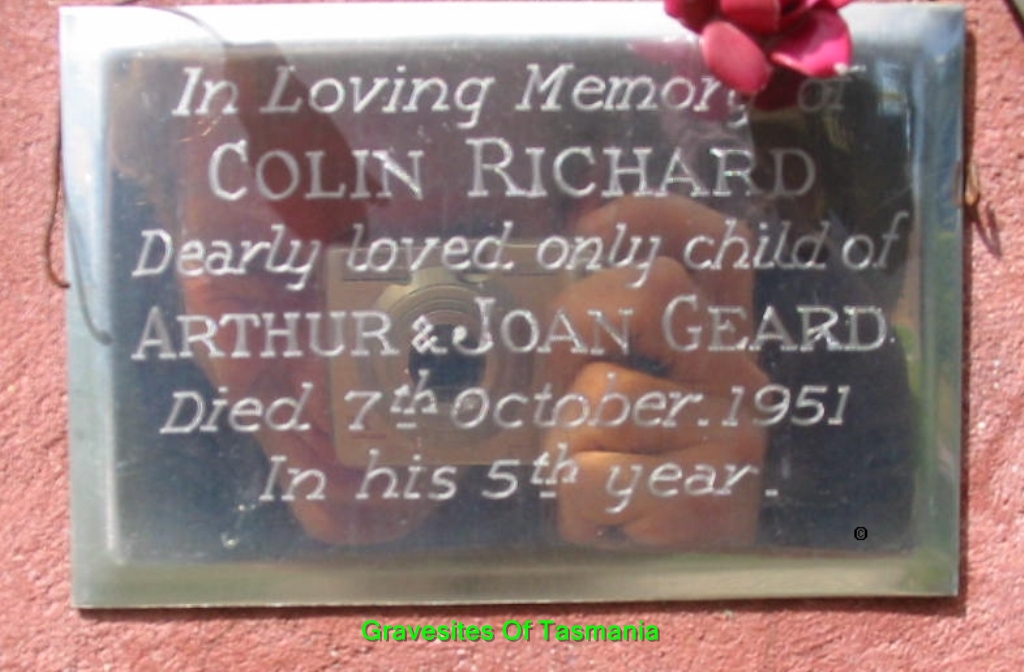 In Loving Memory of
COLIN RICHARD
Dearly loved only child of
ARTHUR & JOAN GEARD.
Died 7th October. 1951
In his 5th year.
©
Gravesites Of Tasmania